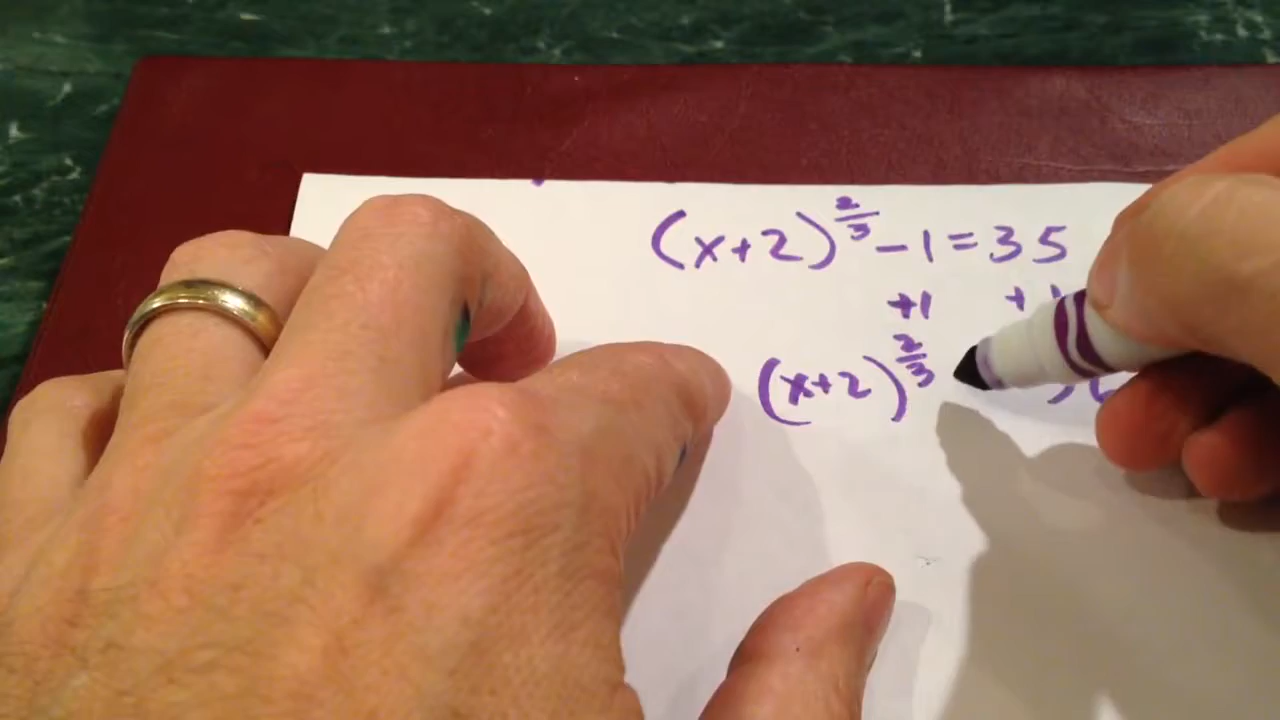 (x+2)^{2/3} - 1 = 35
+1 +1
(x+2)^{2/3}